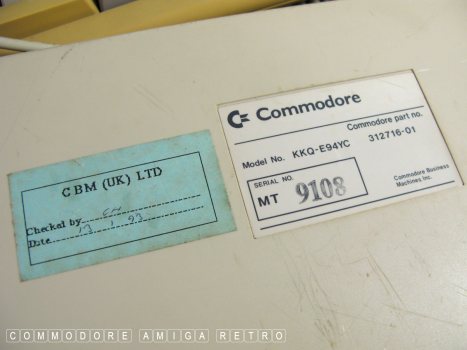 CBM (UK) LTD
Checked by
Date 13 1 93
Commodore
Commodore part no.
Model No. KKQ-E94YC 312716-01
SERIAL NO.
MT 9108
Commodore Business
Machines, Inc.
COMMODORE AMIGA RETRO